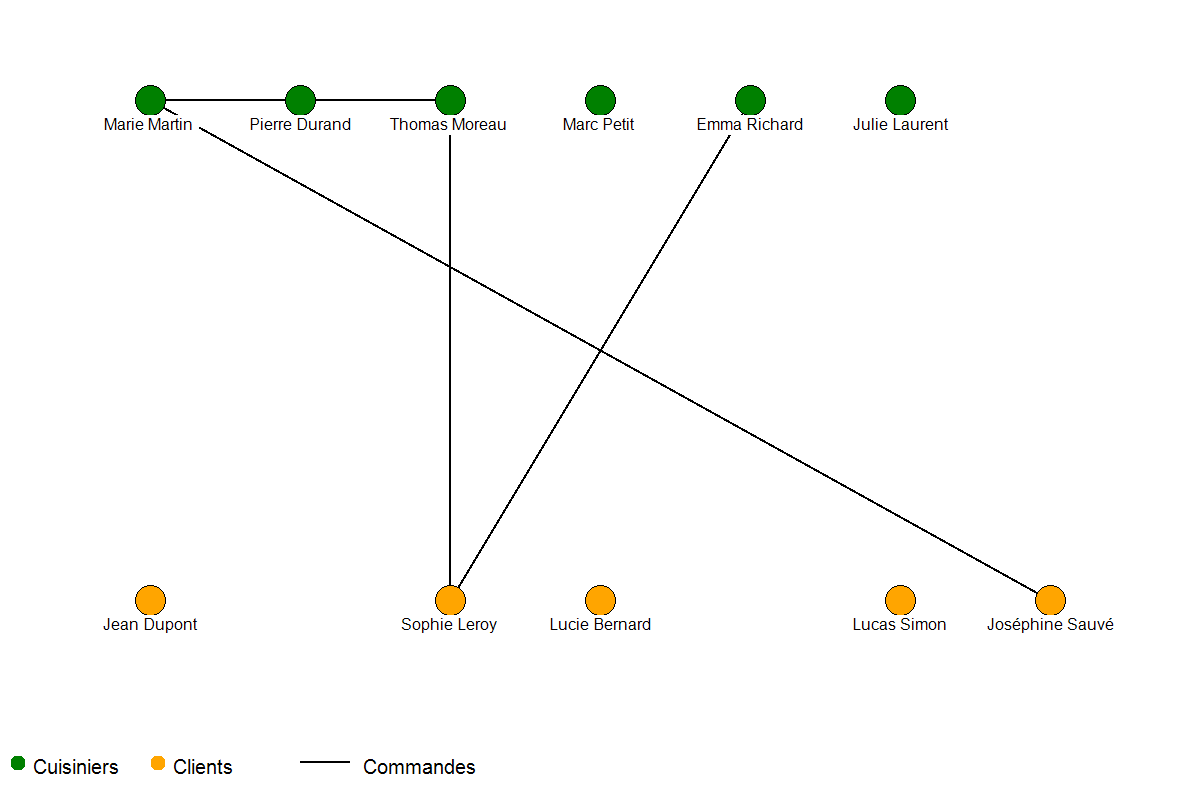 Marie Martin Pierre Durand Thomas Moreau Marc Petit Emma Richard Julie Laurent
Jean Dupont Sophie Leroy Lucie Bernard Lucas Simon Joséphine Sauvé
Cuisiniers Clients Commandes